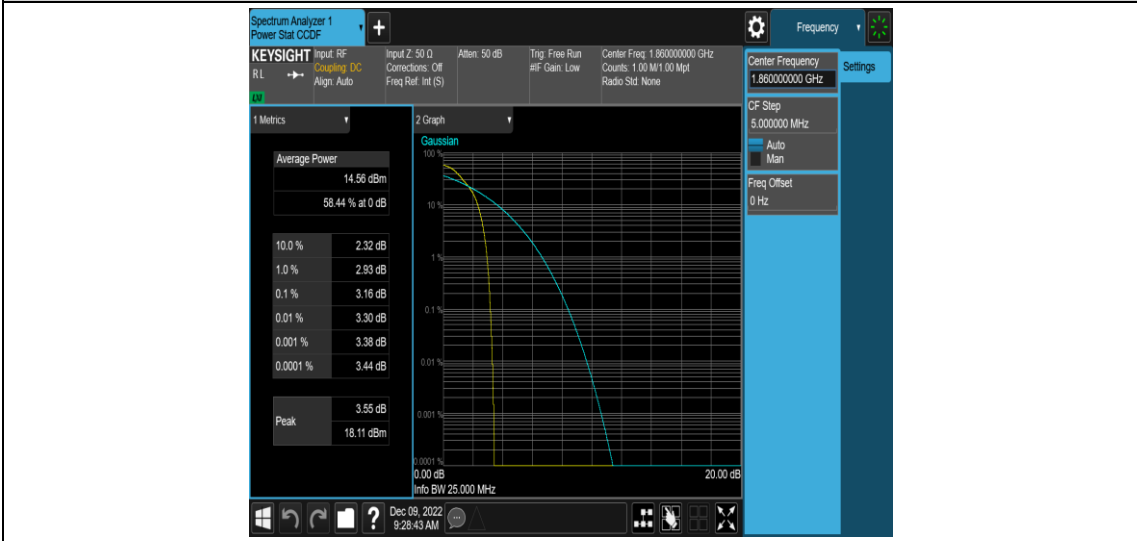 Spectrum Analyzer 1
Power Stat CCDF
+
Frequency
KEYSIGHT
Input: RF
Input Z: 50 Ω
Atten: 50 dB
Trig: Free Run
Center Freq: 1.860000000 GHz
RL
Coupling: DC
Corrections: Off
#IF Gain: Low
Counts: 1.00 M/1.00 Mpt
Align: Auto
Freq Ref: Int (S)
Radio Std: None
Center Frequency
1.860000000 GHz
Settings
CF Step
5.000000 MHz
Auto
Man
Freq Offset
0 Hz
1 Metrics
Average Power
14.56 dBm
58.44 % at 0 dB
10.0 % 2.32 dB
1.0 % 2.93 dB
0.1 % 3.16 dB
0.01 % 3.30 dB
0.001 % 3.38 dB
0.0001 % 3.44 dB
Peak
3.55 dB
18.11 dBm
2 Graph
Gaussian
100 %
10 %
1 %
0.1 %
0.01 %
0.001 %
0.0001 %
0.00 dB
20.00 dB
Info BW 25.000 MHz
?
Dec 09, 2022
9:28:43 AM